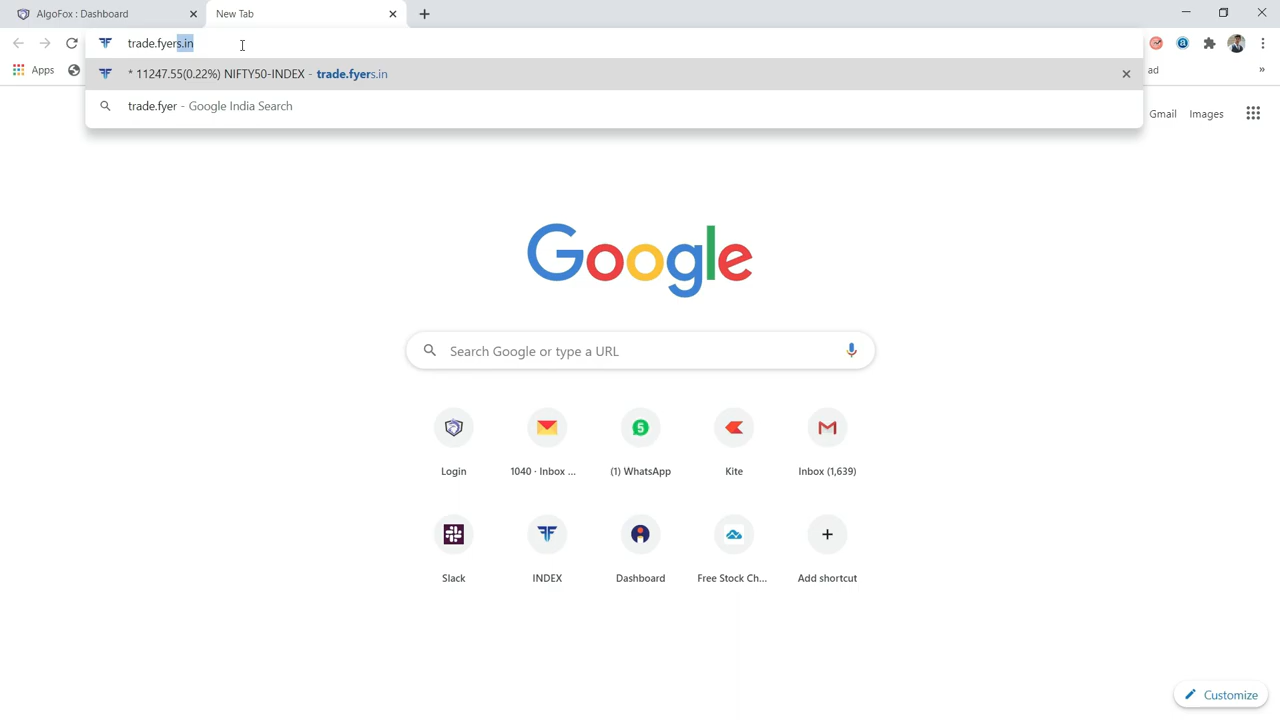 AlgoFox : Dashboard
New Tab
trade.fyers.in
Apps
ad
»
* 11247.55(0.22%) NIFTY50-INDEX - trade.fyers.in
trade.fyer - Google India Search
Gmail Images
Google
Search Google or type a URL
5
Login
1040 · Inbox ...
(1) WhatsApp
Kite
Inbox (1,639)
Slack
INDEX
Dashboard
Free Stock Ch...
Add shortcut
Customize